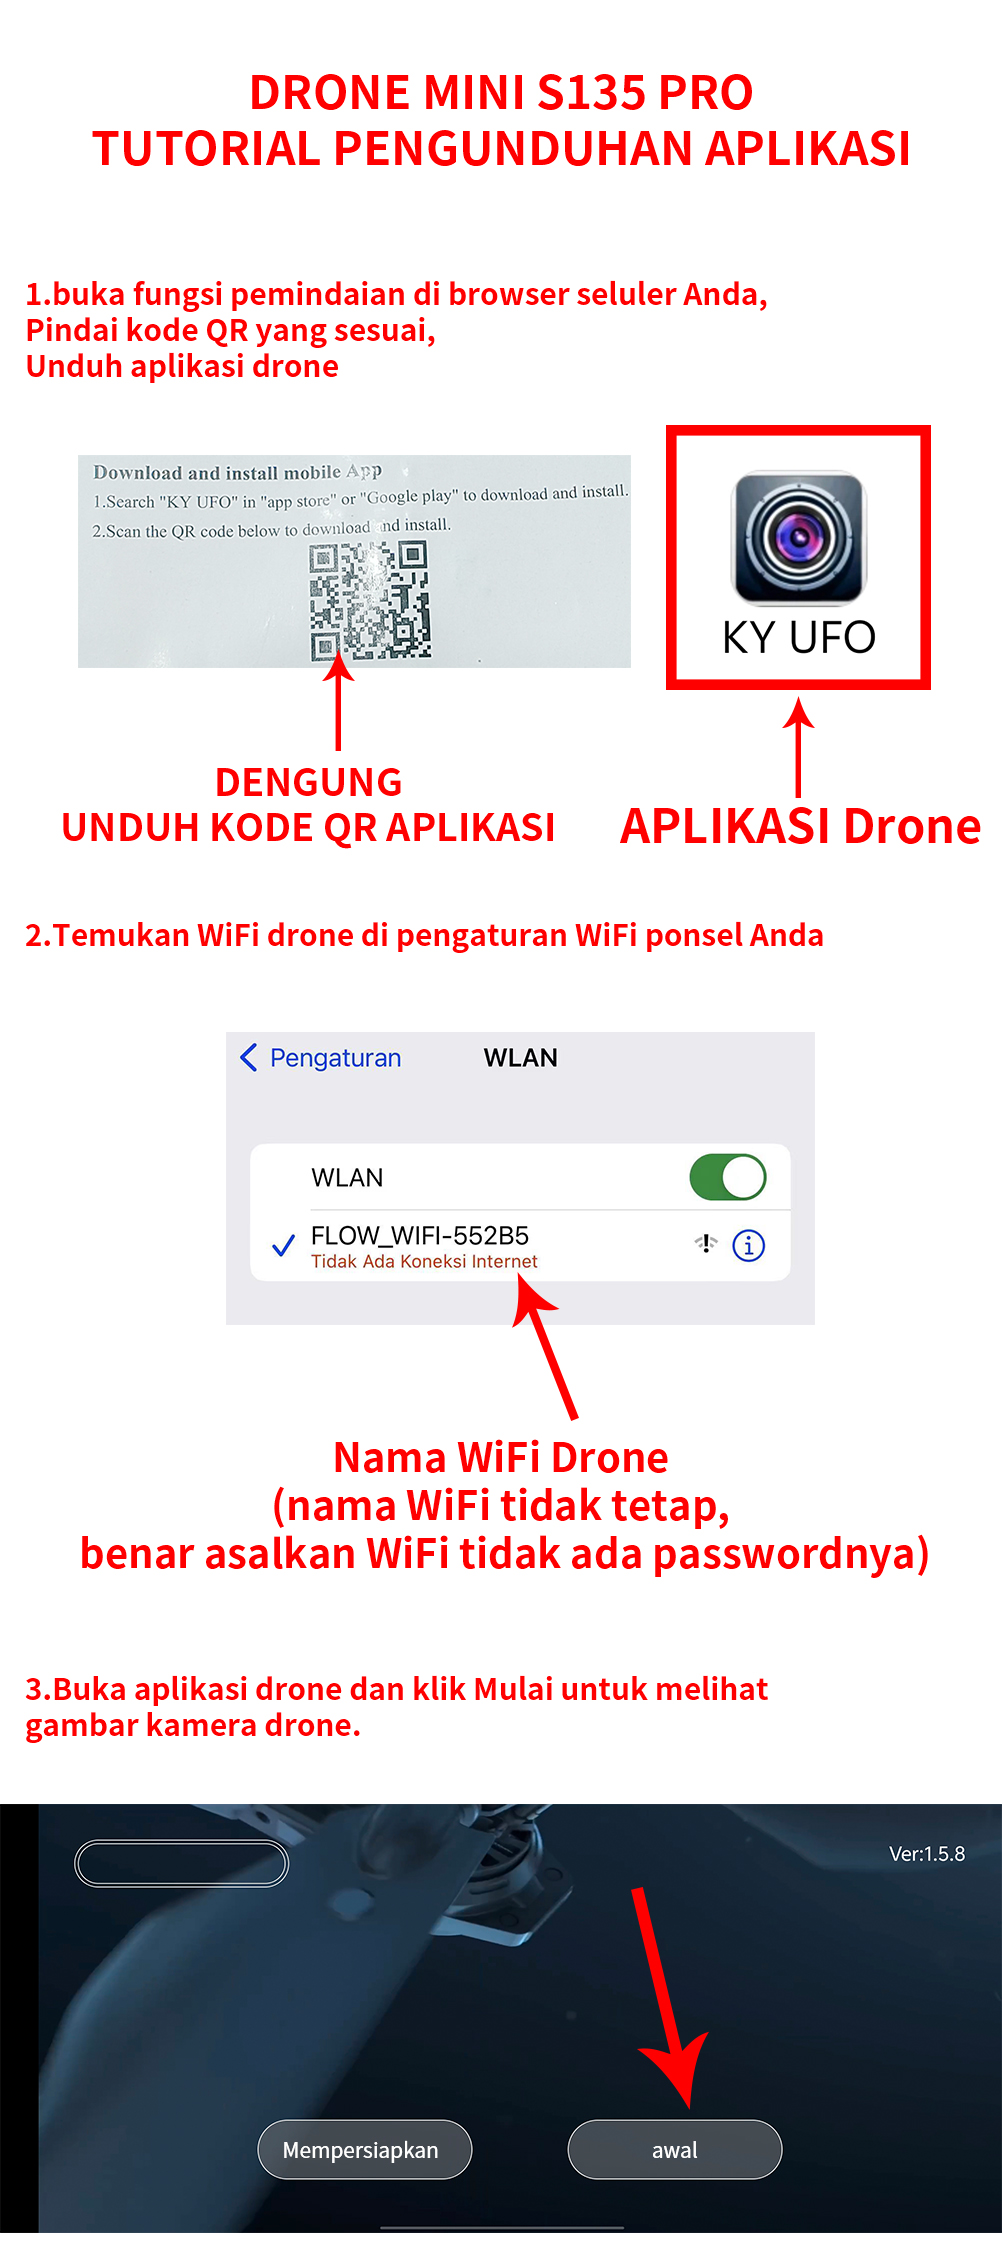 DRONE MINI S135 PRO
TUTORIAL PENGUNDUHAN APLIKASI
1.buka fungsi pemindaian di browser seluler Anda,
Pindai kode QR yang sesuai,
Unduh aplikasi drone
Download and install mobile App
1.Search "KY UFO" in "app store" or "Google play" to download and install.
2.Scan the QR code below to download and install.
KY UFO
DENGUNG
UNDUH KODE QR APLIKASI
APLIKASI Drone
2.Temukan WiFi drone di pengaturan WiFi ponsel Anda
Pengaturan WLAN
WLAN
FLOW_WIFI-552B5
Tidak Ada Koneksi Internet
Nama WiFi Drone
(nama WiFi tidak tetap,
benar asalkan WiFi tidak ada passwordnya)
3.Buka aplikasi drone dan klik Mulai untuk melihat
gambar kamera drone.
Ver:1.5.8
Mempersiapkan
awal